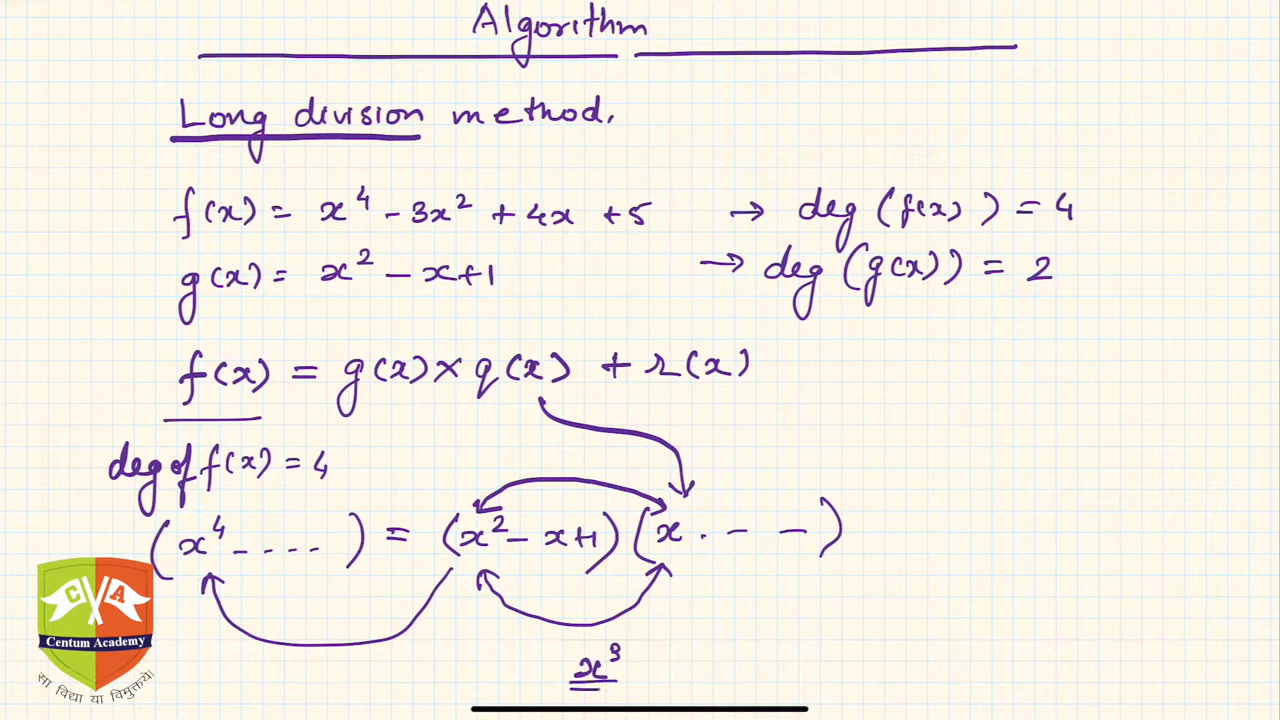 Algorithm
Long division method.
f(x) = x⁴ - 3x² + 4x + 5 → deg (f(x)) = 4
g(x) = x² - x + 1 → deg (g(x)) = 2
f(x) = g(x) × q(x) + r(x)
deg of f(x) = 4
(x⁴ - - - - ) = (x² - x + 1) (x . - - )
x³
C A
Centum Academy
सा विद्या या विमुक्तये।